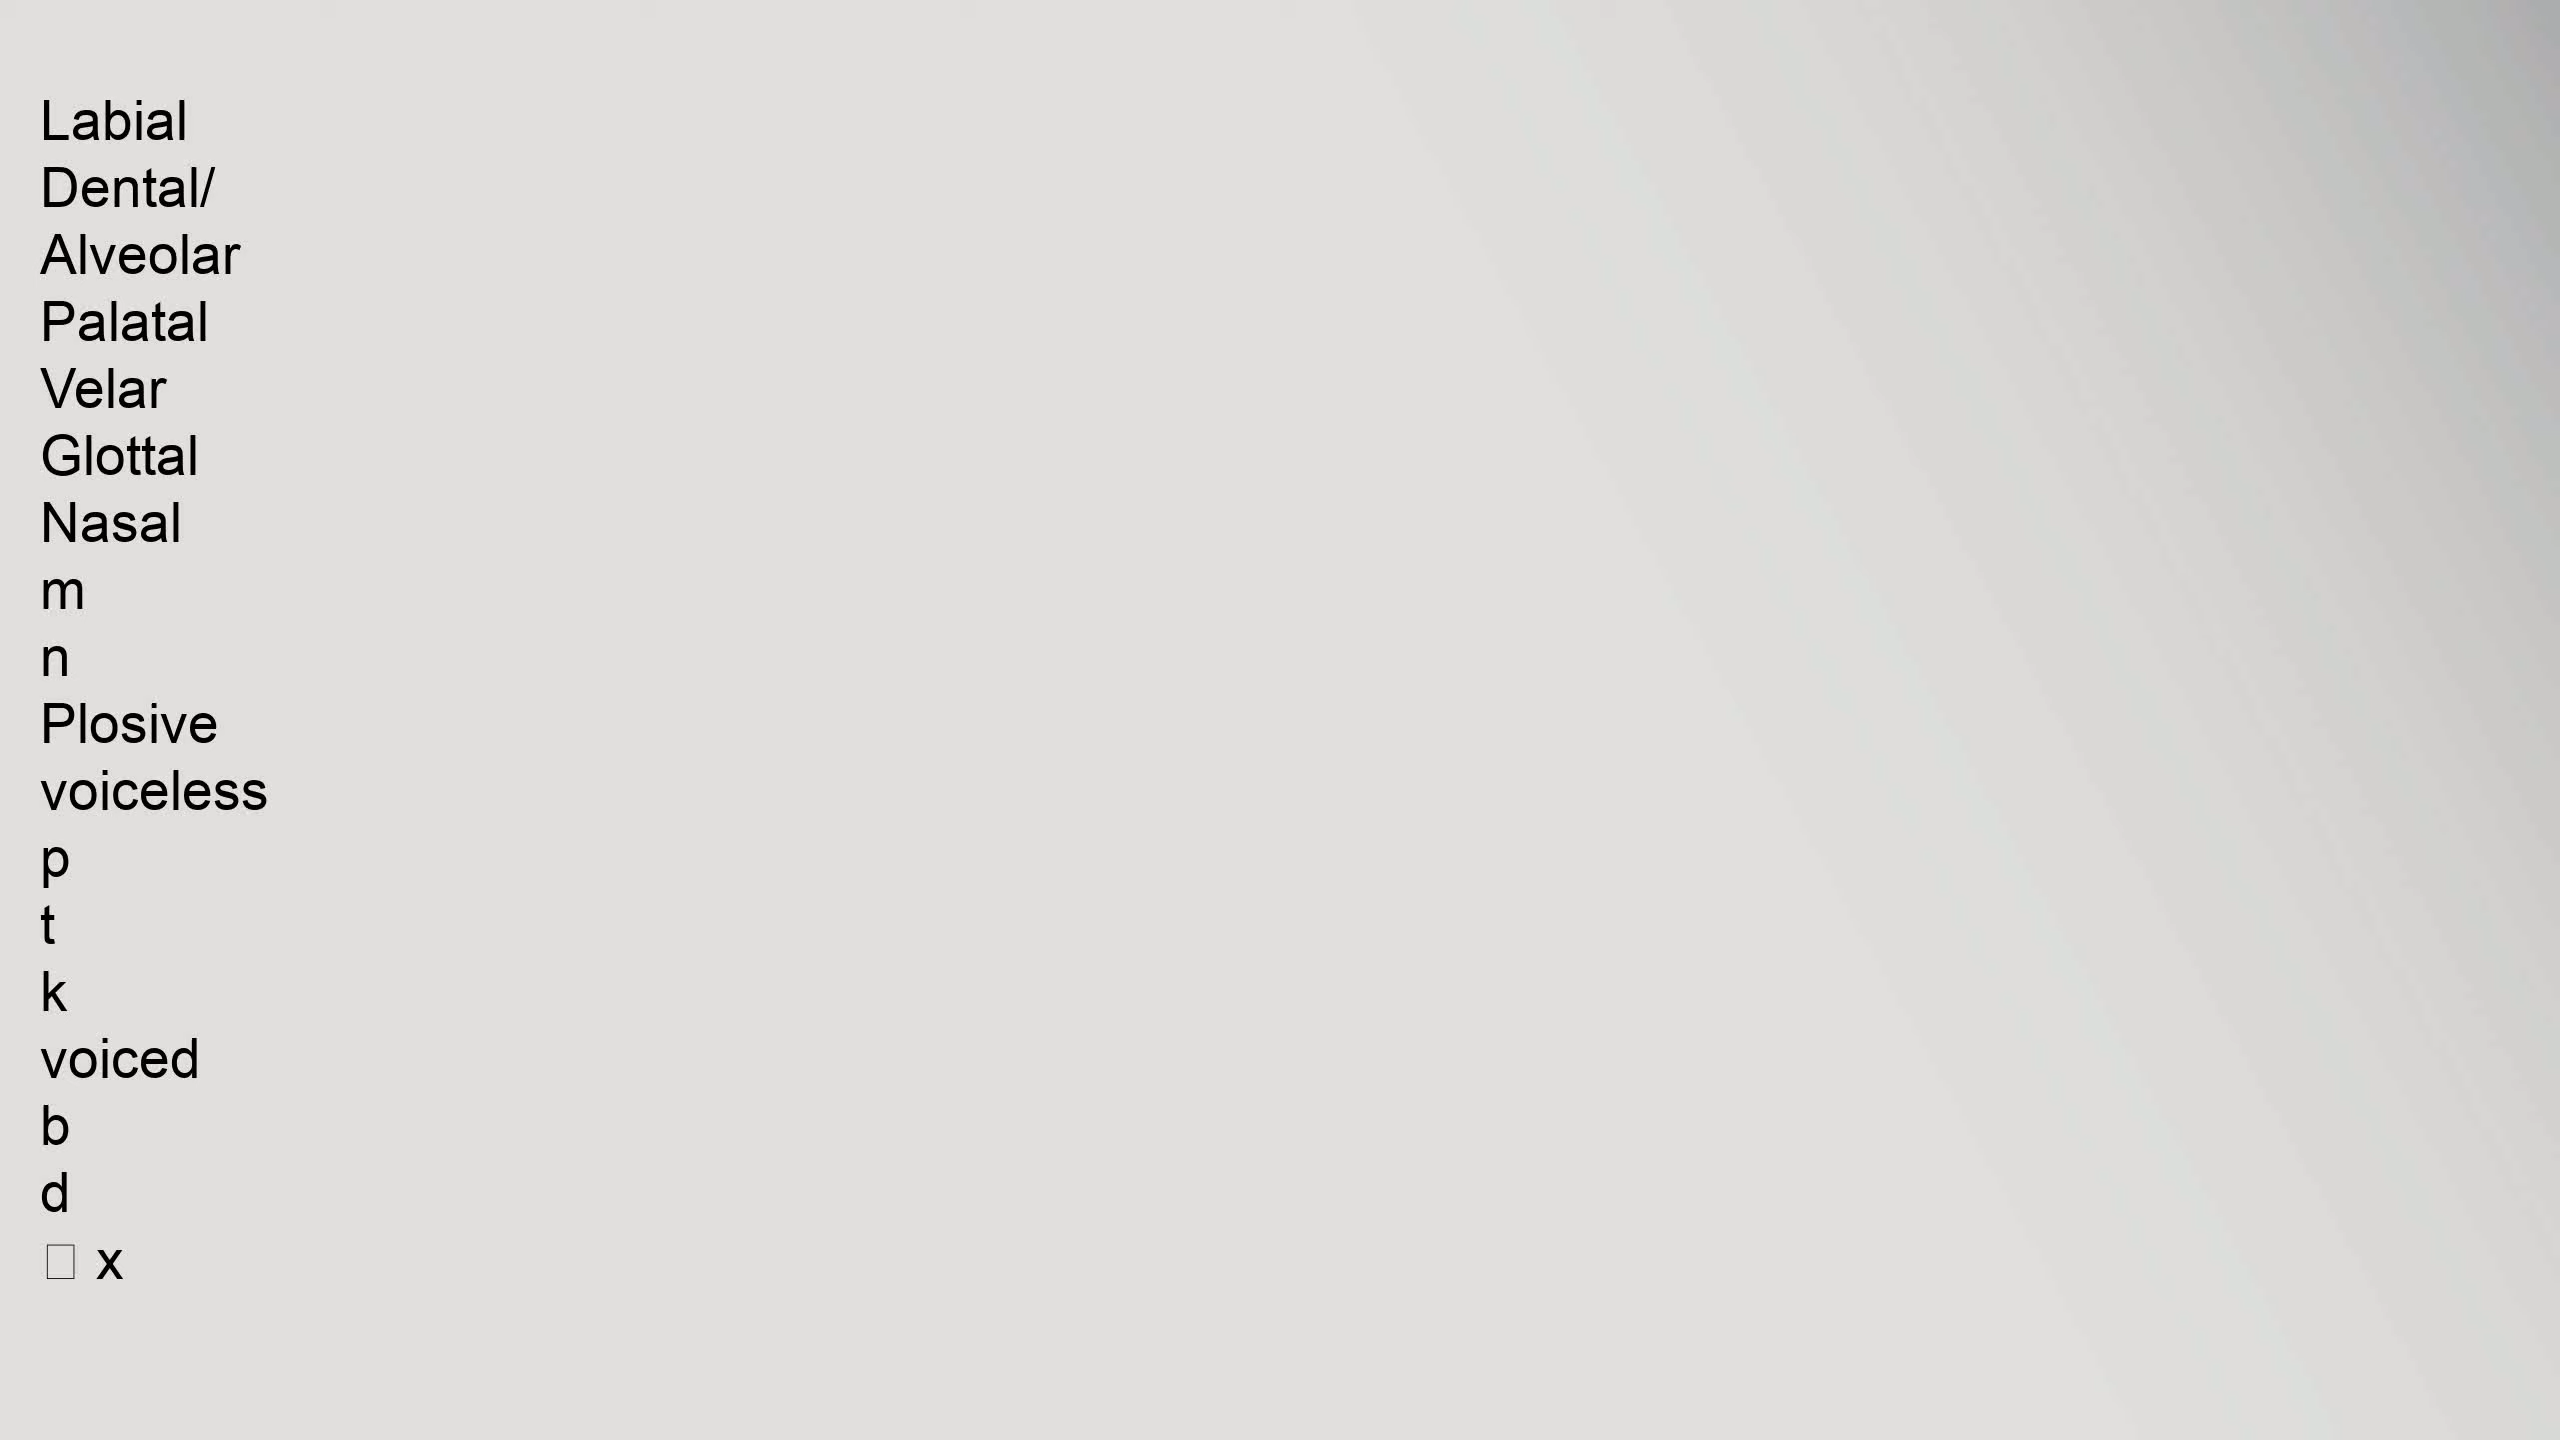 Labial
Dental/
Alveolar
Palatal
Velar
Glottal
Nasal
m
n
Plosive
voiceless
p
t
k
voiced
b
d
x